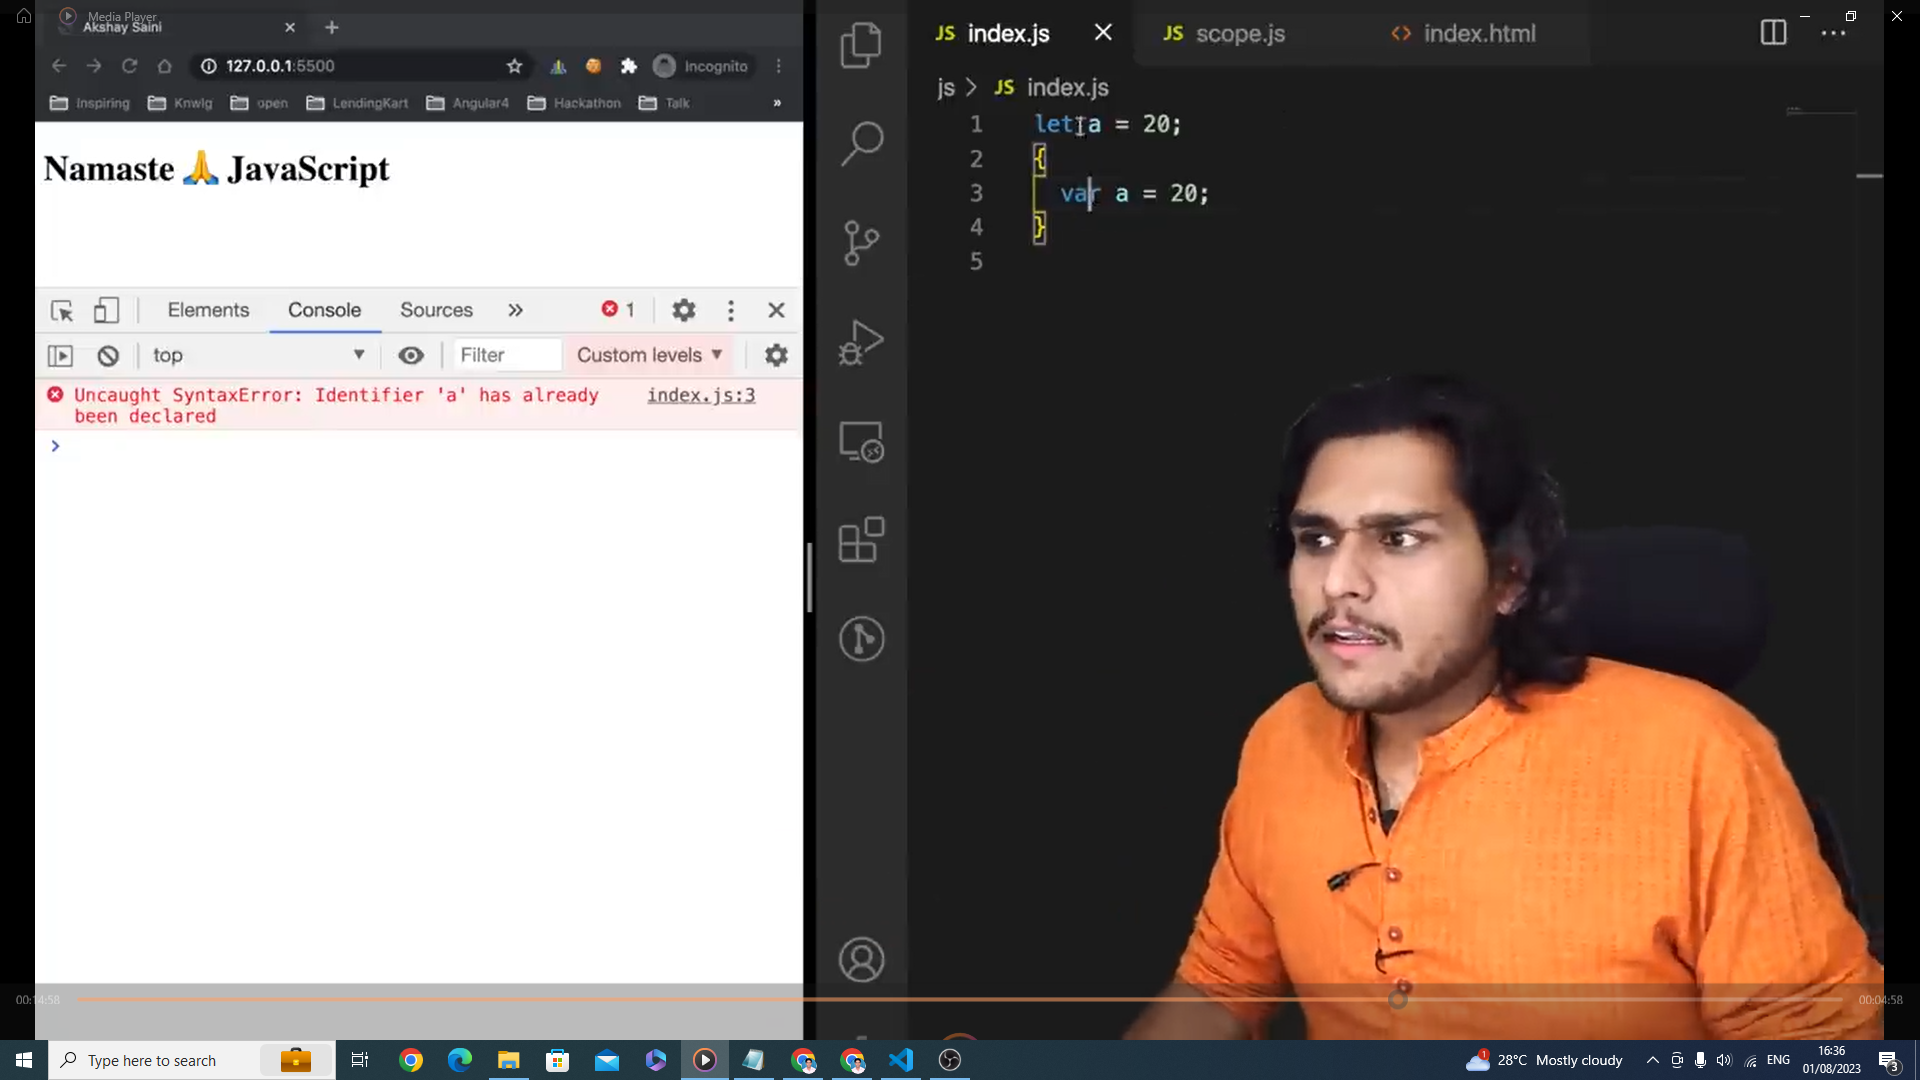 Media Player
Akshay Saini
127.0.0.1:5500
Incognito
Inspiring
Knwlg
open
LendingKart
Angular4
Hackathon
Talk
»
Namaste 🙏 JavaScript
Elements
Console
Sources
»
1
top
Filter
Custom levels ▼
Uncaught SyntaxError: Identifier 'a' has already index.js:3
been declared
>
JS index.js
JS scope.js
<> index.html
js > JS index.js
1 let a = 20;
2 {
3 var a = 20;
4 }
5
00:14:58
00:04:58
Type here to search
1
28°C Mostly cloudy
ENG
16:36
01/08/2023
3